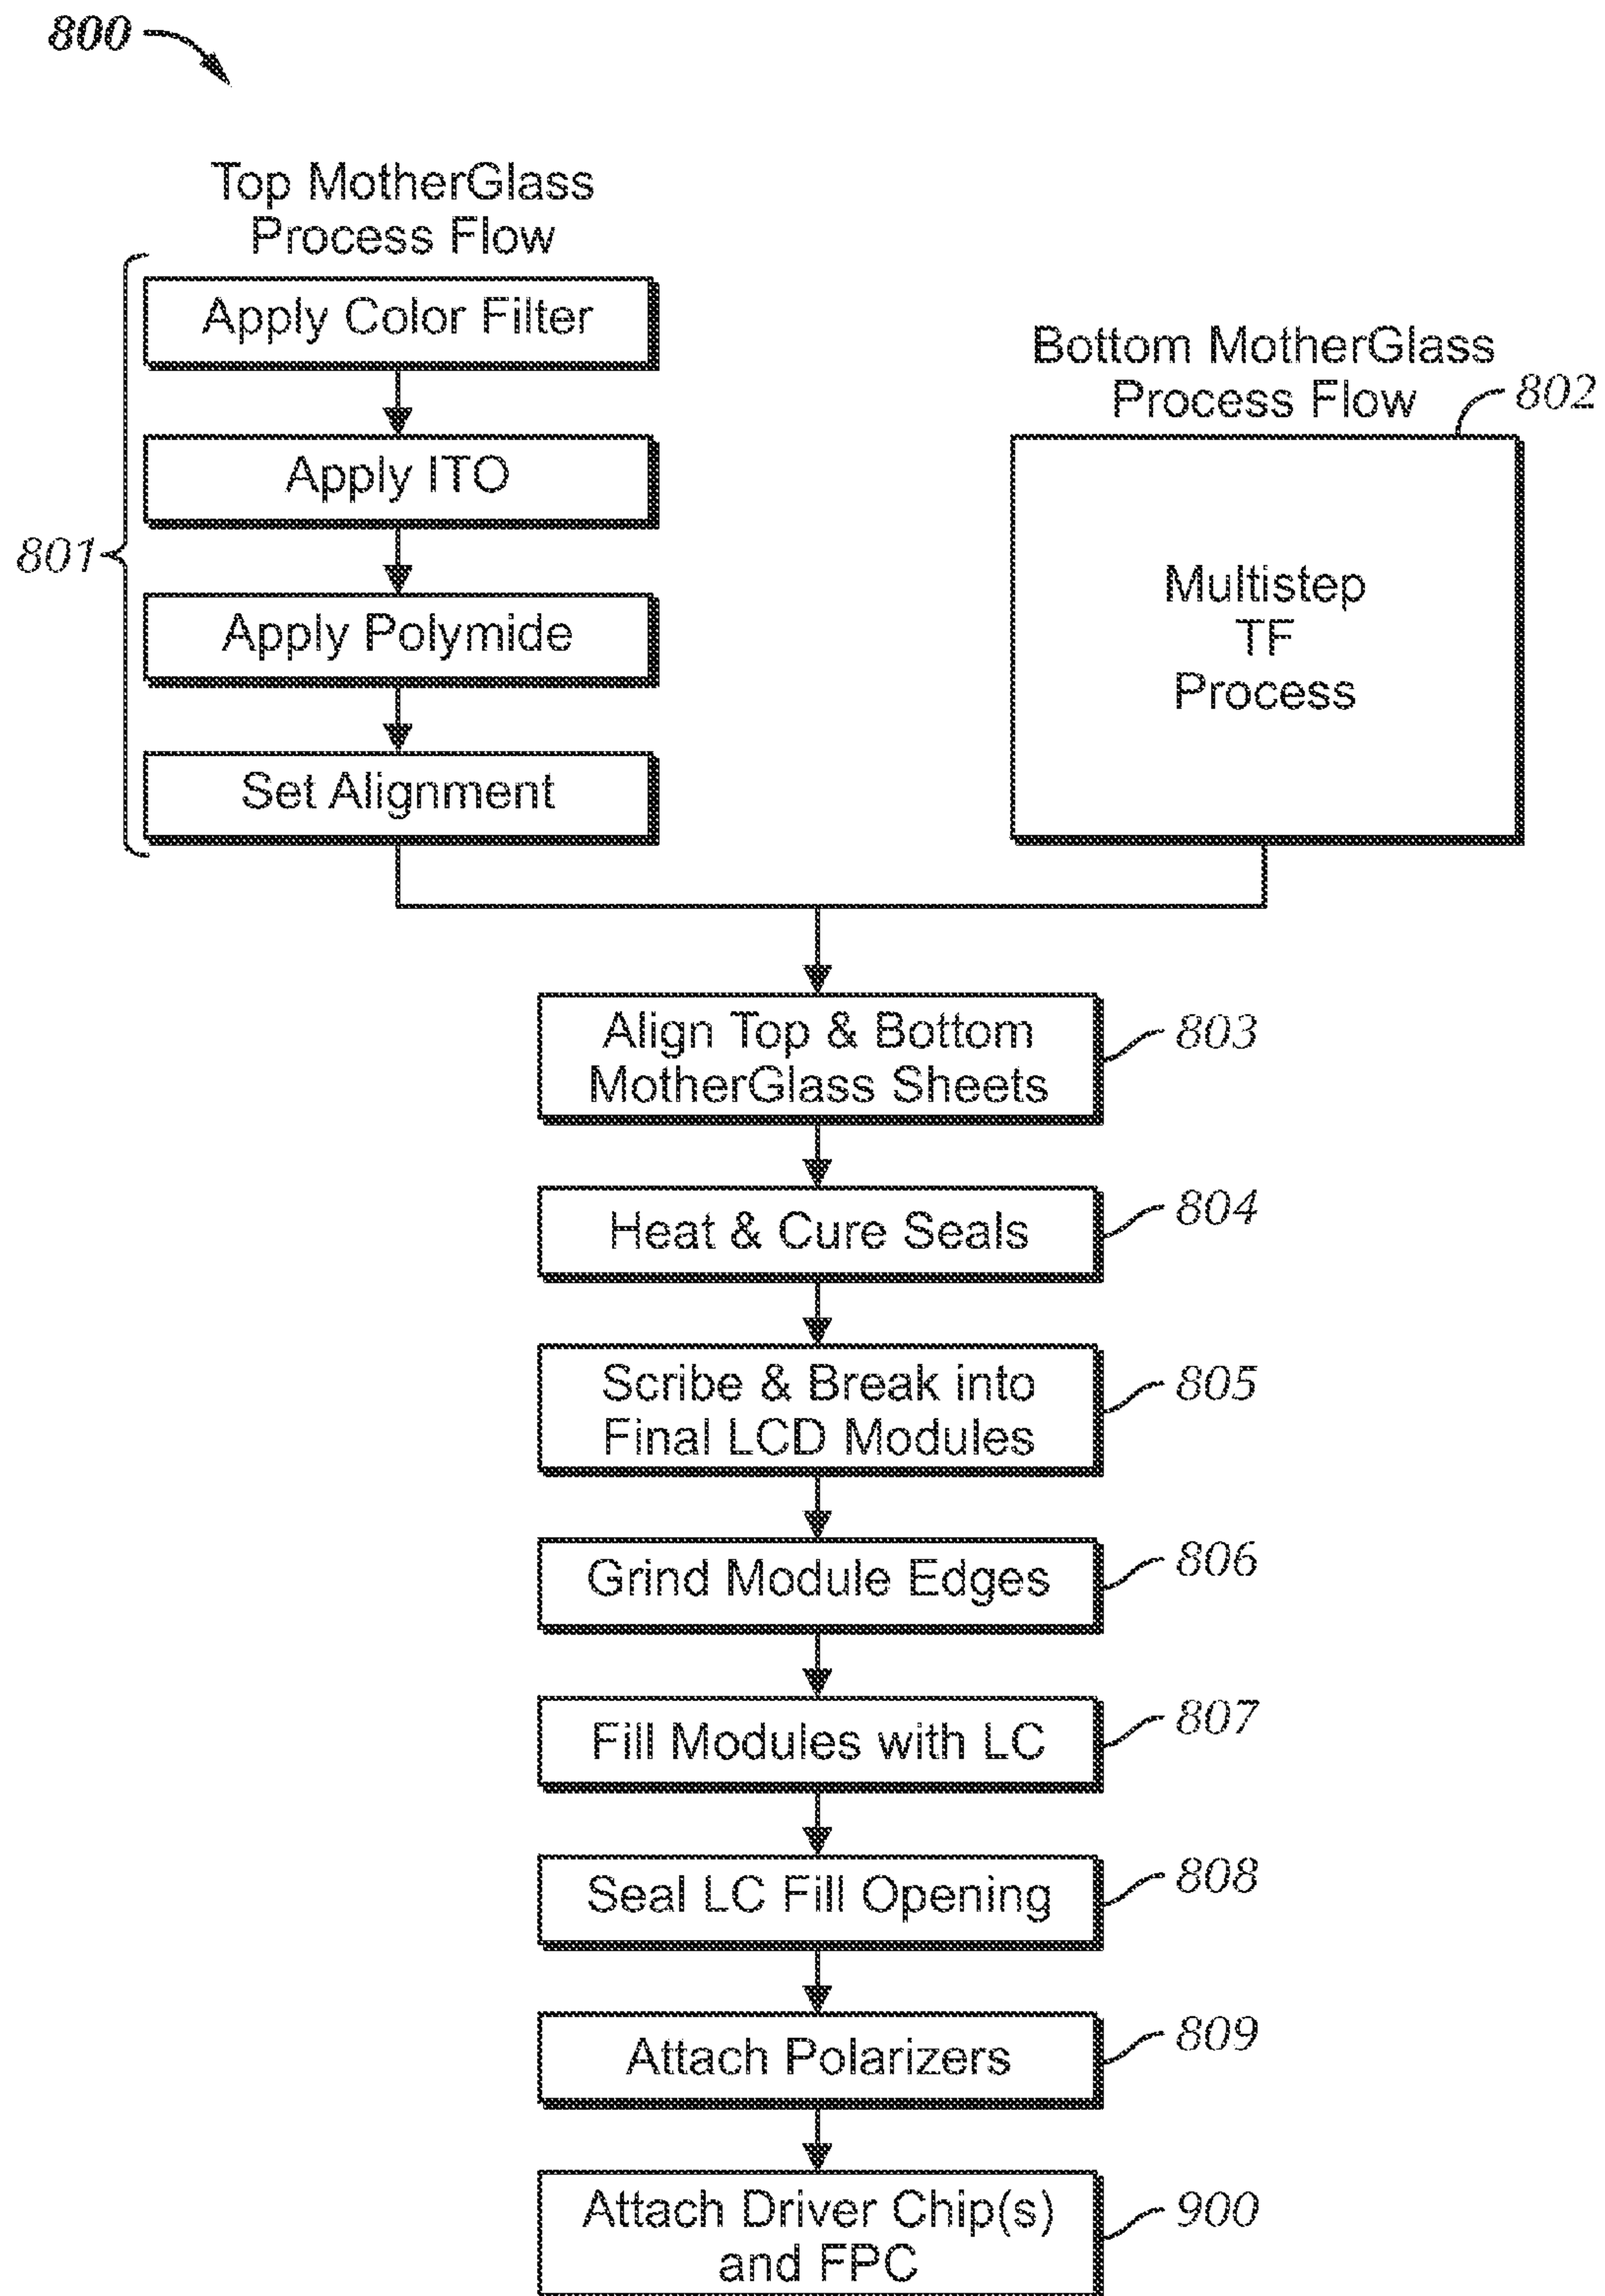 800
Top MotherGlass
Process Flow
Apply Color Filter
Apply ITO
Apply Polymide
Set Alignment
801
Bottom MotherGlass
Process Flow
802
Multistep
TF
Process
Align Top & Bottom
MotherGlass Sheets
803
Heat & Cure Seals
804
Scribe & Break into
Final LCD Modules
805
Grind Module Edges
806
Fill Modules with LC
807
Seal LC Fill Opening
808
Attach Polarizers
809
Attach Driver Chip(s)
and FPC
900